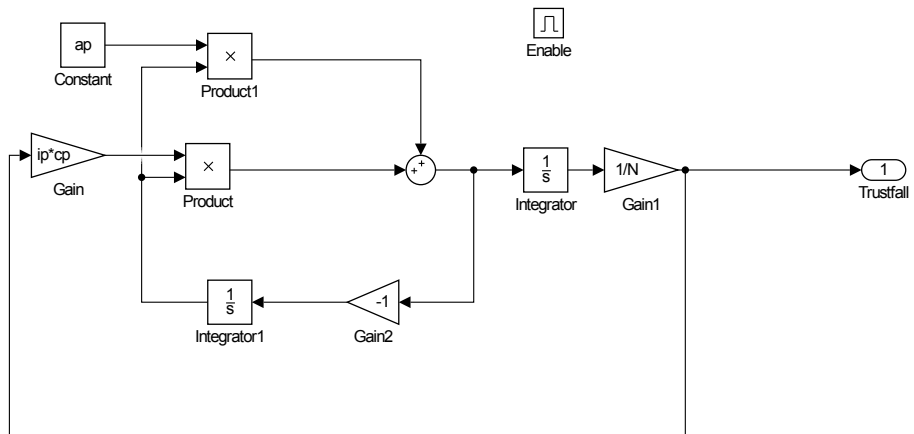 ap
Constant
×
Product1
Enable
ip*cp
Gain
×
Product
+
+
1
s
Integrator
1/N
Gain1
1
Trustfall
1
s
Integrator1
-1
Gain2